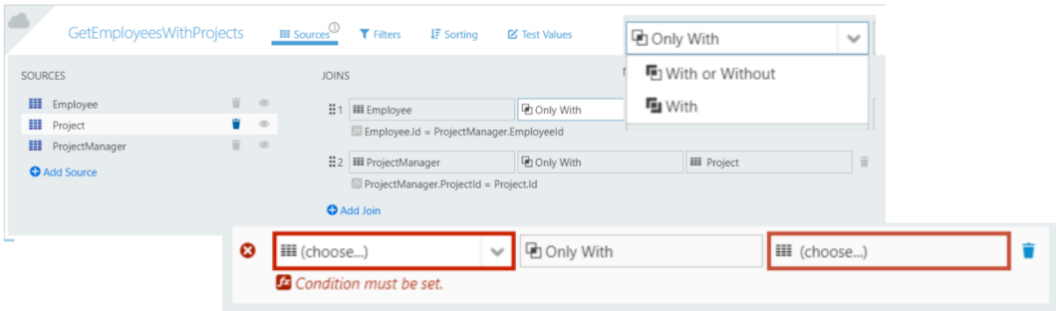 GetEmployeesWithProjects
Sources
3
Filters
Sorting
Test Values
Only With
With or Without
With
SOURCES
Employee
Project
ProjectManager
Add Source
JOINS
1 Employee Only With
Employee.Id = ProjectManager.EmployeeId
2 ProjectManager Only With Project
ProjectManager.ProjectId = Project.Id
Add Join
(choose...) Only With (choose...)
fx Condition must be set.